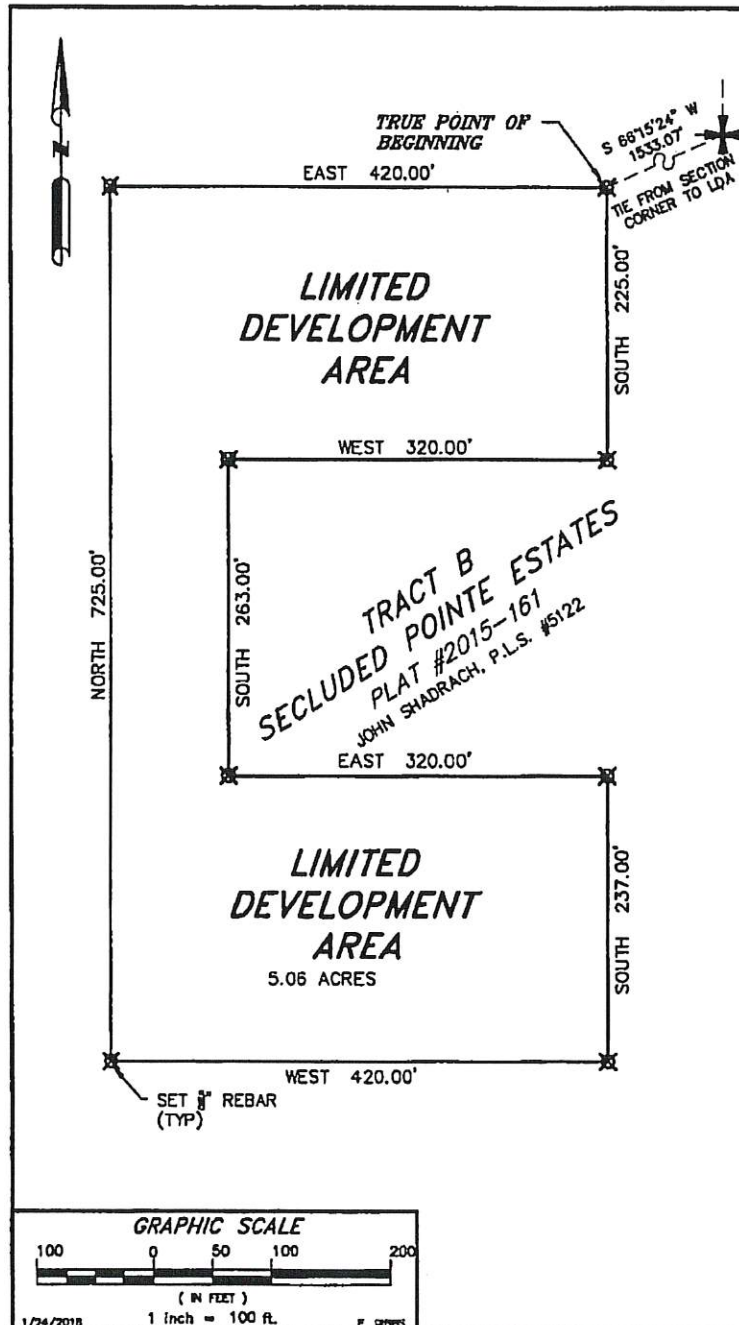 N
TRUE POINT OF
BEGINNING
S 66°15'24" W
1533.07'
TIE FROM SECTION
CORNER TO LDA
EAST 420.00'
LIMITED
DEVELOPMENT
AREA
SOUTH 225.00'
WEST 320.00'
NORTH 725.00'
SOUTH 263.00'
TRACT B
SECLUDED POINTE ESTATES
PLAT #2015-161
JOHN SHADRACH, P.L.S. #5122
EAST 320.00'
LIMITED
DEVELOPMENT
AREA
5.06 ACRES
SOUTH 237.00'
WEST 420.00'
SET REBAR
(TYP)
GRAPHIC SCALE
100 0 50 100 200
( IN FEET )
1 inch = 100 ft.